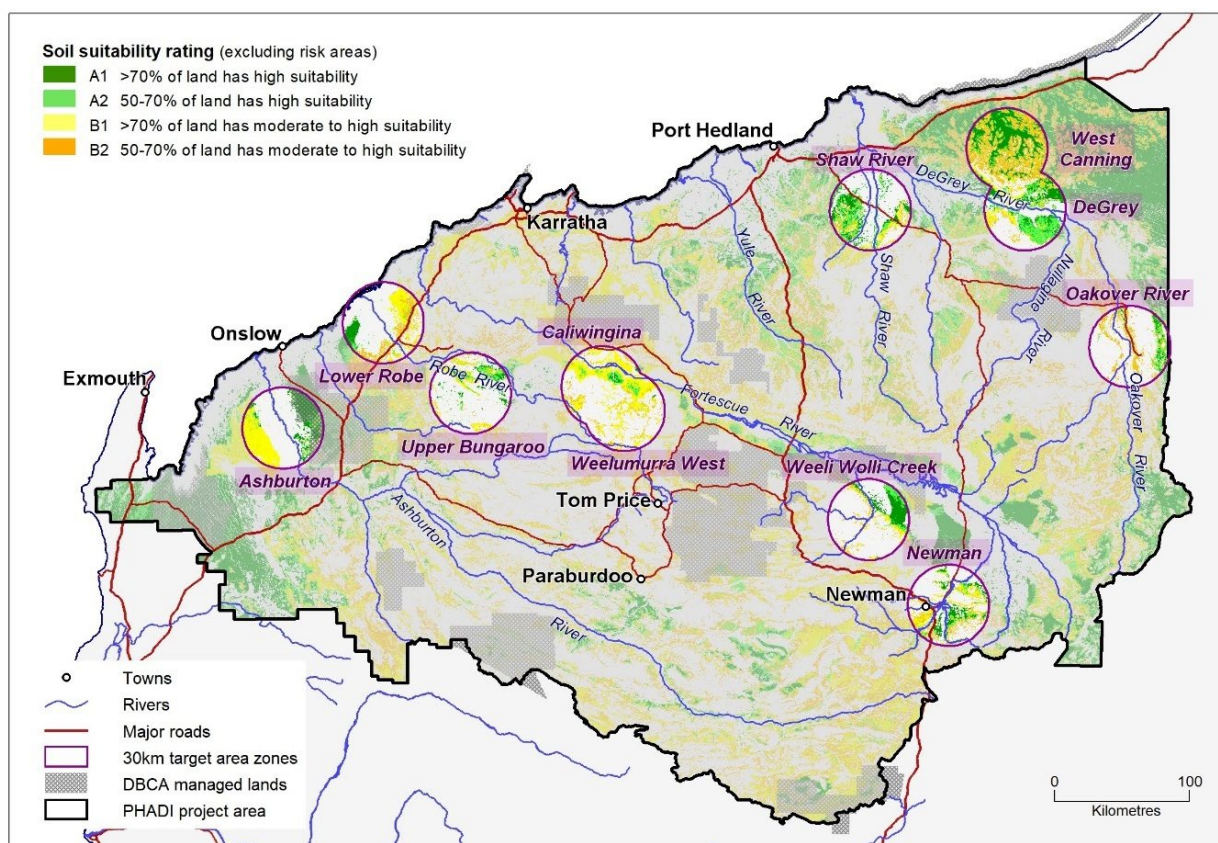 Soil suitability rating (excluding risk areas)
A1 >70% of land has high suitability
A2 50-70% of land has high suitability
B1 >70% of land has moderate to high suitability
B2 50-70% of land has moderate to high suitability
Port Hedland
West
Canning
Shaw River
DeGrey
River
DeGrey
Karratha
Yule
River
Shaw
River
Nullagine
River
Oakover River
Onslow
Caliwingina
Exmouth
Lower Robe
Robe River
Fortescue
River
Oakover
River
Upper Bungaroo
Weelumurra West
Weeli Wolli Creek
Ashburton
Tom Price
Ashburton
River
Newman
Paraburdoo
Newman
Towns
Rivers
Major roads
30km target area zones
DBCA managed lands
PHADI project area
0 100
Kilometres